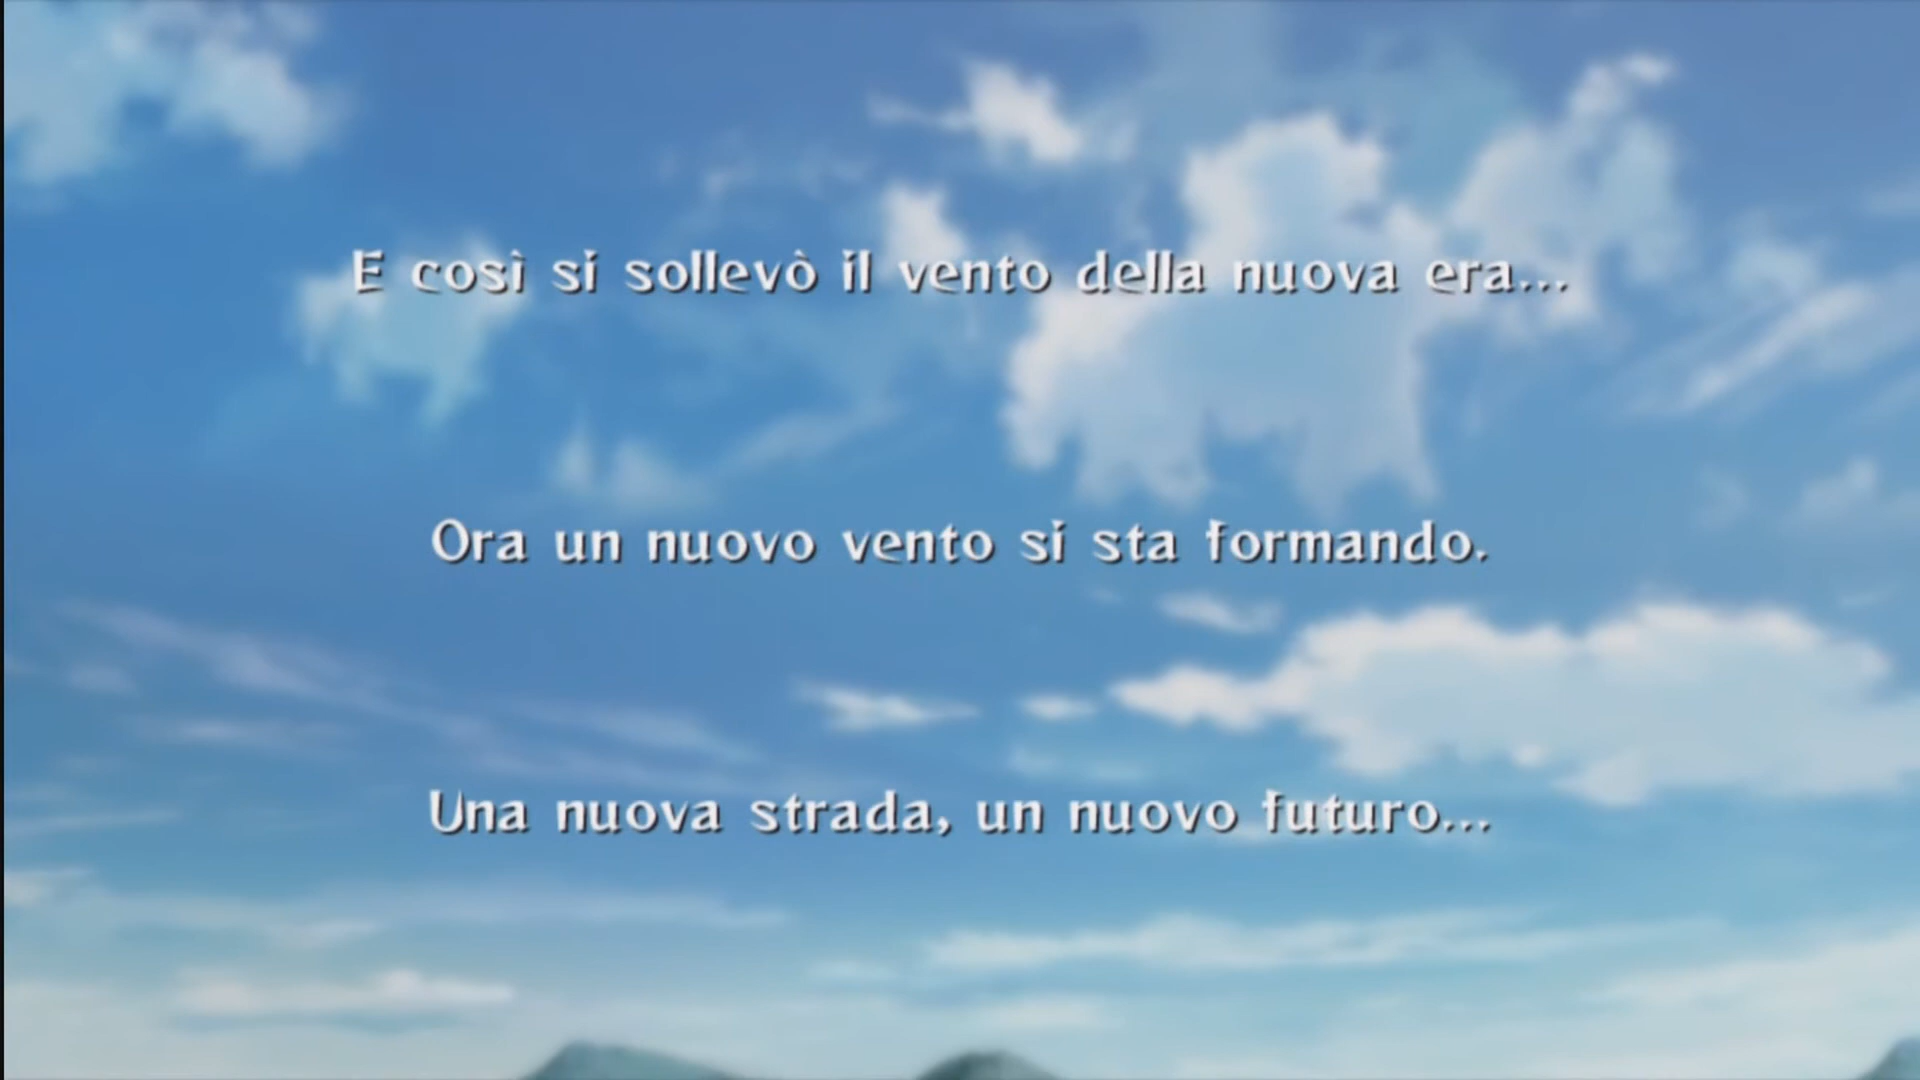 E così si sollevò il vento della nuova era...
Ora un nuovo vento si sta formando.
Una nuova strada, un nuovo futuro...